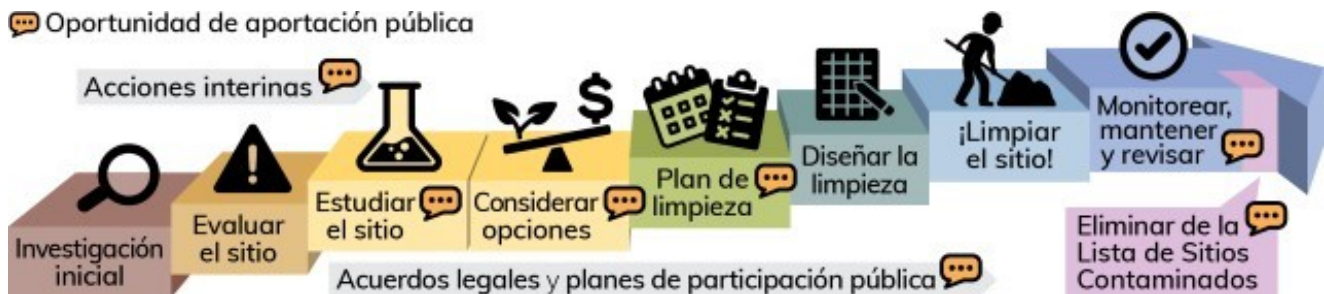 Oportunidad de aportación pública
Acciones interinas
Investigación
inicial
Evaluar
el sitio
Estudiar
el sitio
Considerar
opciones
Plan de
limpieza
Diseñar la
limpieza
¡Limpiar
el sitio!
Monitorear,
mantener
y revisar
Eliminar de la
Lista de Sitios
Contaminados
Acuerdos legales y planes de participación pública